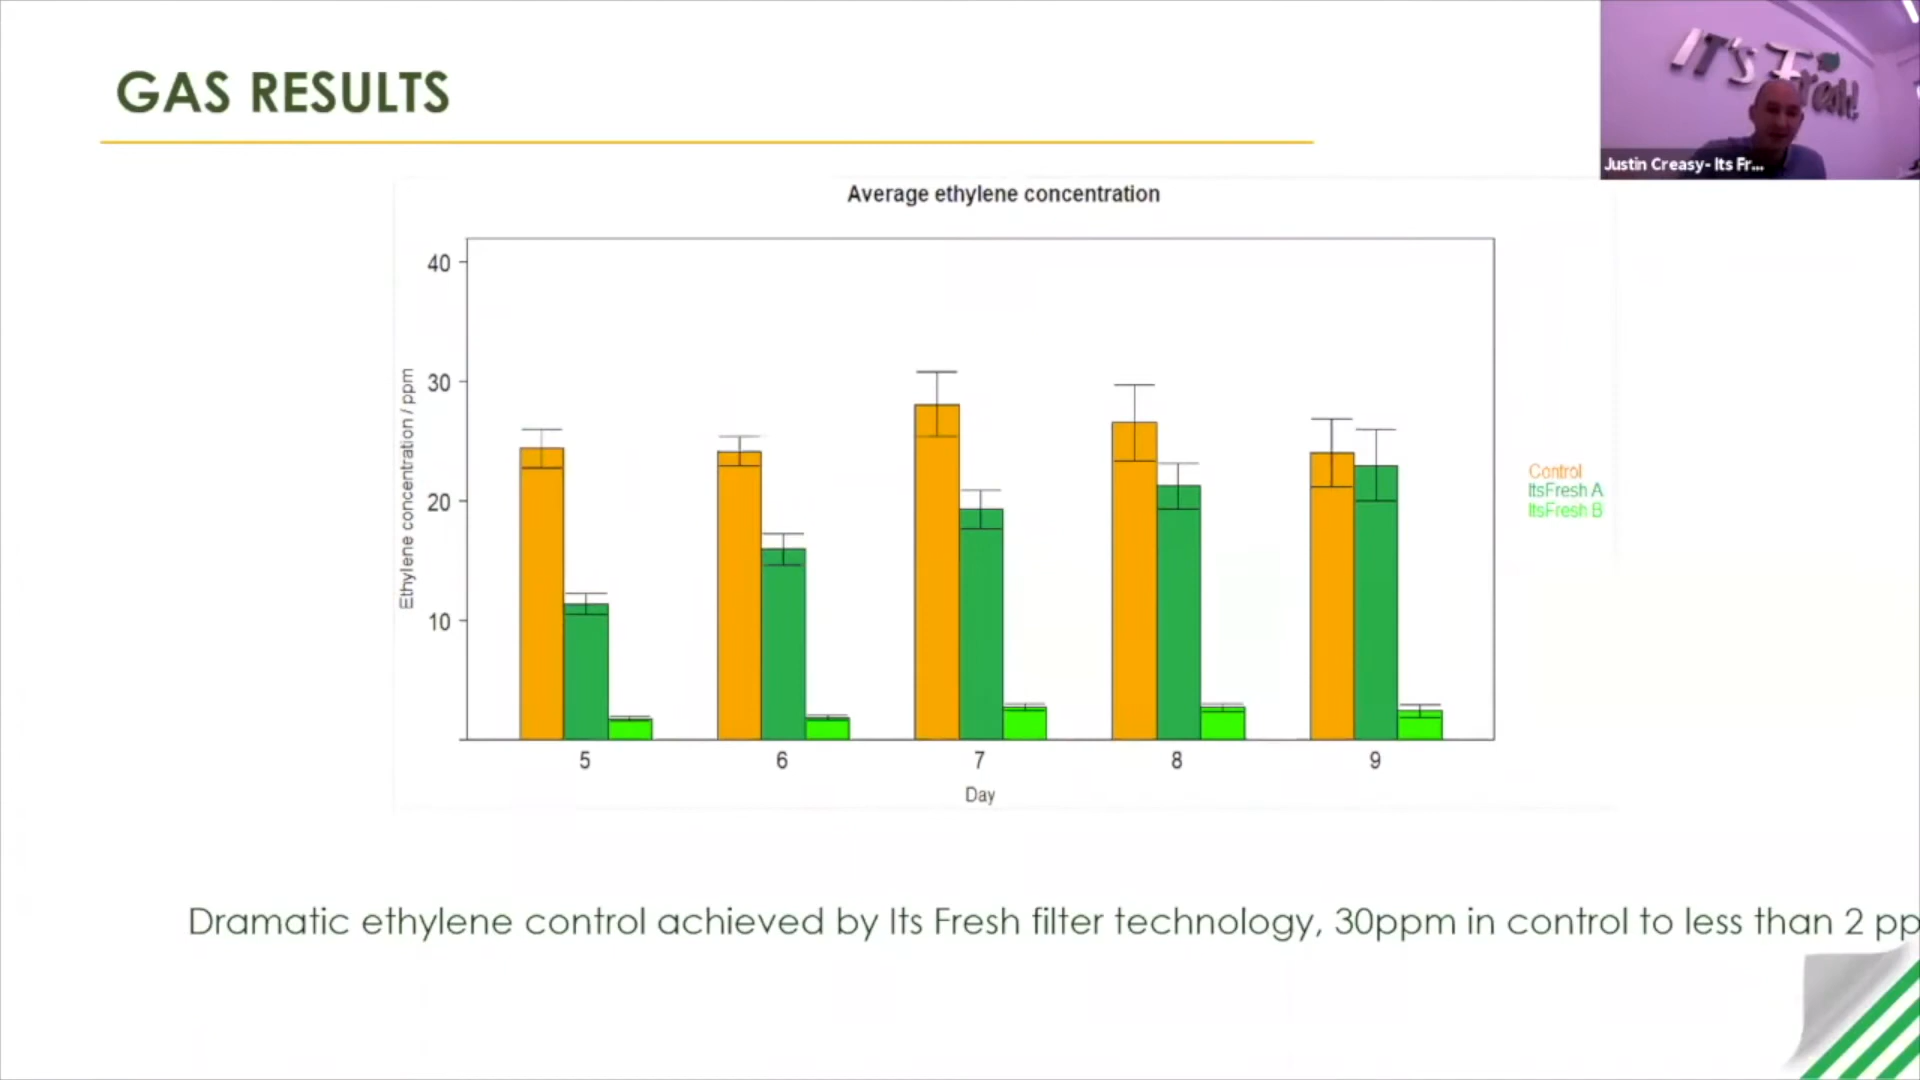 GAS RESULTS
IT's Fresh!
Justin Creasy- Its Fr...
Average ethylene concentration
Ethylene concentration / ppm
40
30
20
10
5 6 7 8 9
Day
Control
ItsFresh A
ItsFresh B
Dramatic ethylene control achieved by Its Fresh filter technology, 30ppm in control to less than 2 pp